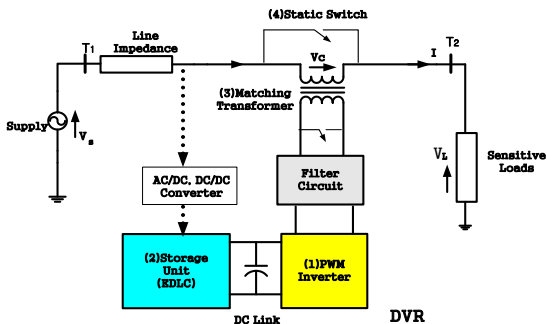 (4)Static Switch
T1
Line
Impedance
Vc
I
T2
(3)Matching
Transformer
Supply
Vs
AC/DC, DC/DC
Converter
Filter
Circuit
VL
Sensitive
Loads
(2)Storage
Unit
(EDLC)
(1)PWM
Inverter
DC Link
DVR